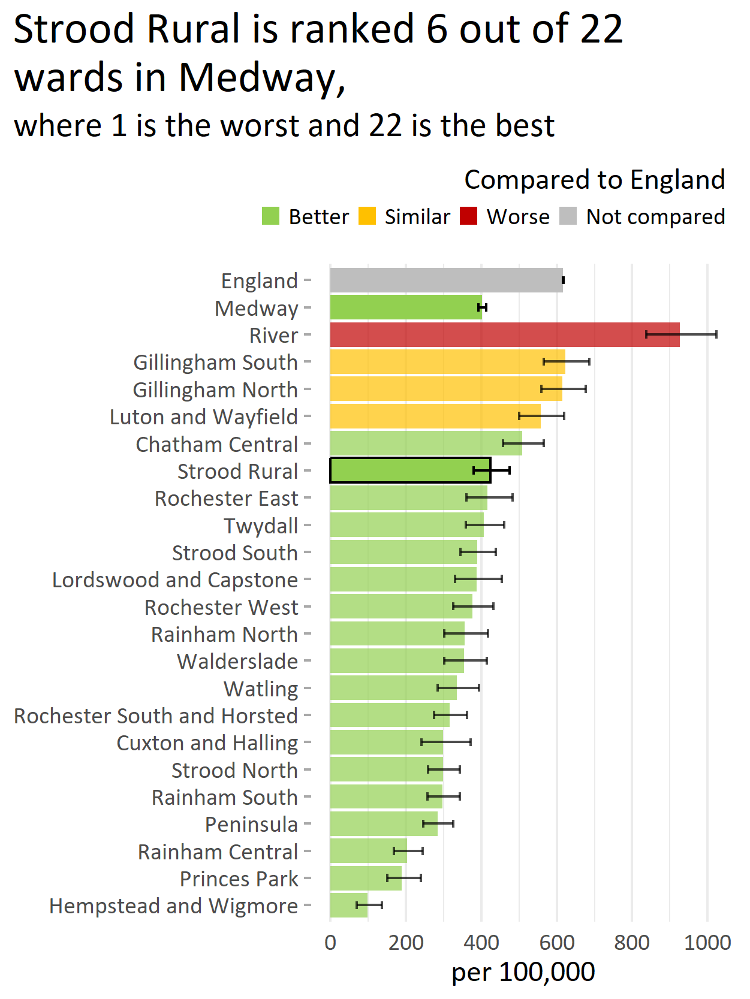 Strood Rural is ranked 6 out of 22
wards in Medway,
where 1 is the worst and 22 is the best
Compared to England
Better Similar Worse Not compared
England
Medway
River
Gillingham South
Gillingham North
Luton and Wayfield
Chatham Central
Strood Rural
Rochester East
Twydall
Strood South
Lordswood and Capstone
Rochester West
Rainham North
Walderslade
Watling
Rochester South and Horsted
Cuxton and Halling
Strood North
Rainham South
Peninsula
Rainham Central
Princes Park
Hempstead and Wigmore
0 200 400 600 800 1000
per 100,000